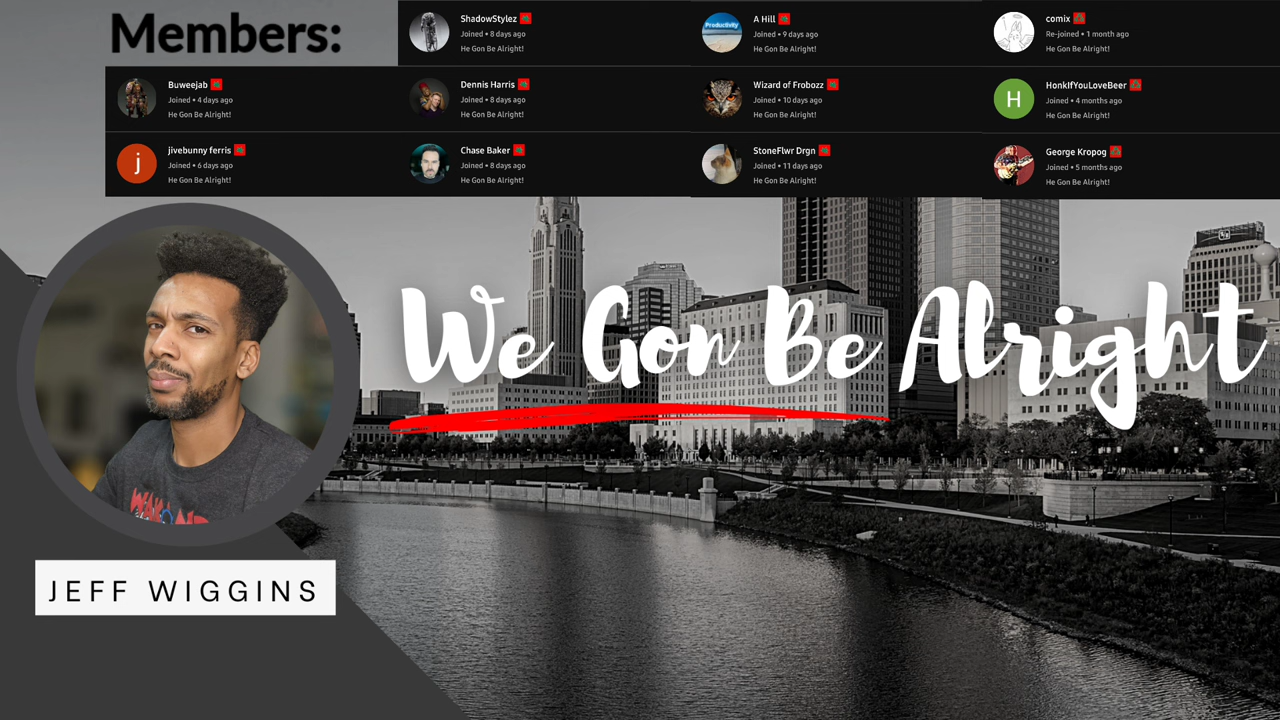 Members:
ShadowStylez
Joined • 8 days ago
He Gon Be Alright!
A Hill
Joined • 9 days ago
He Gon Be Alright!
comix
Re-joined • 1 month ago
He Gon Be Alright!
Buweejab
Joined • 4 days ago
He Gon Be Alright!
Dennis Harris
Joined • 8 days ago
He Gon Be Alright!
Wizard of Frobozz
Joined • 10 days ago
He Gon Be Alright!
H
HonkIfYouLoveBeer
Joined • 4 months ago
He Gon Be Alright!
j
jivebunny ferris
Joined • 6 days ago
He Gon Be Alright!
Chase Baker
Joined • 8 days ago
He Gon Be Alright!
StoneFlwr Drgn
Joined • 11 days ago
He Gon Be Alright!
George Kropog
Joined • 5 months ago
He Gon Be Alright!
Productivity
We Gon Be Alright
JEFF WIGGINS